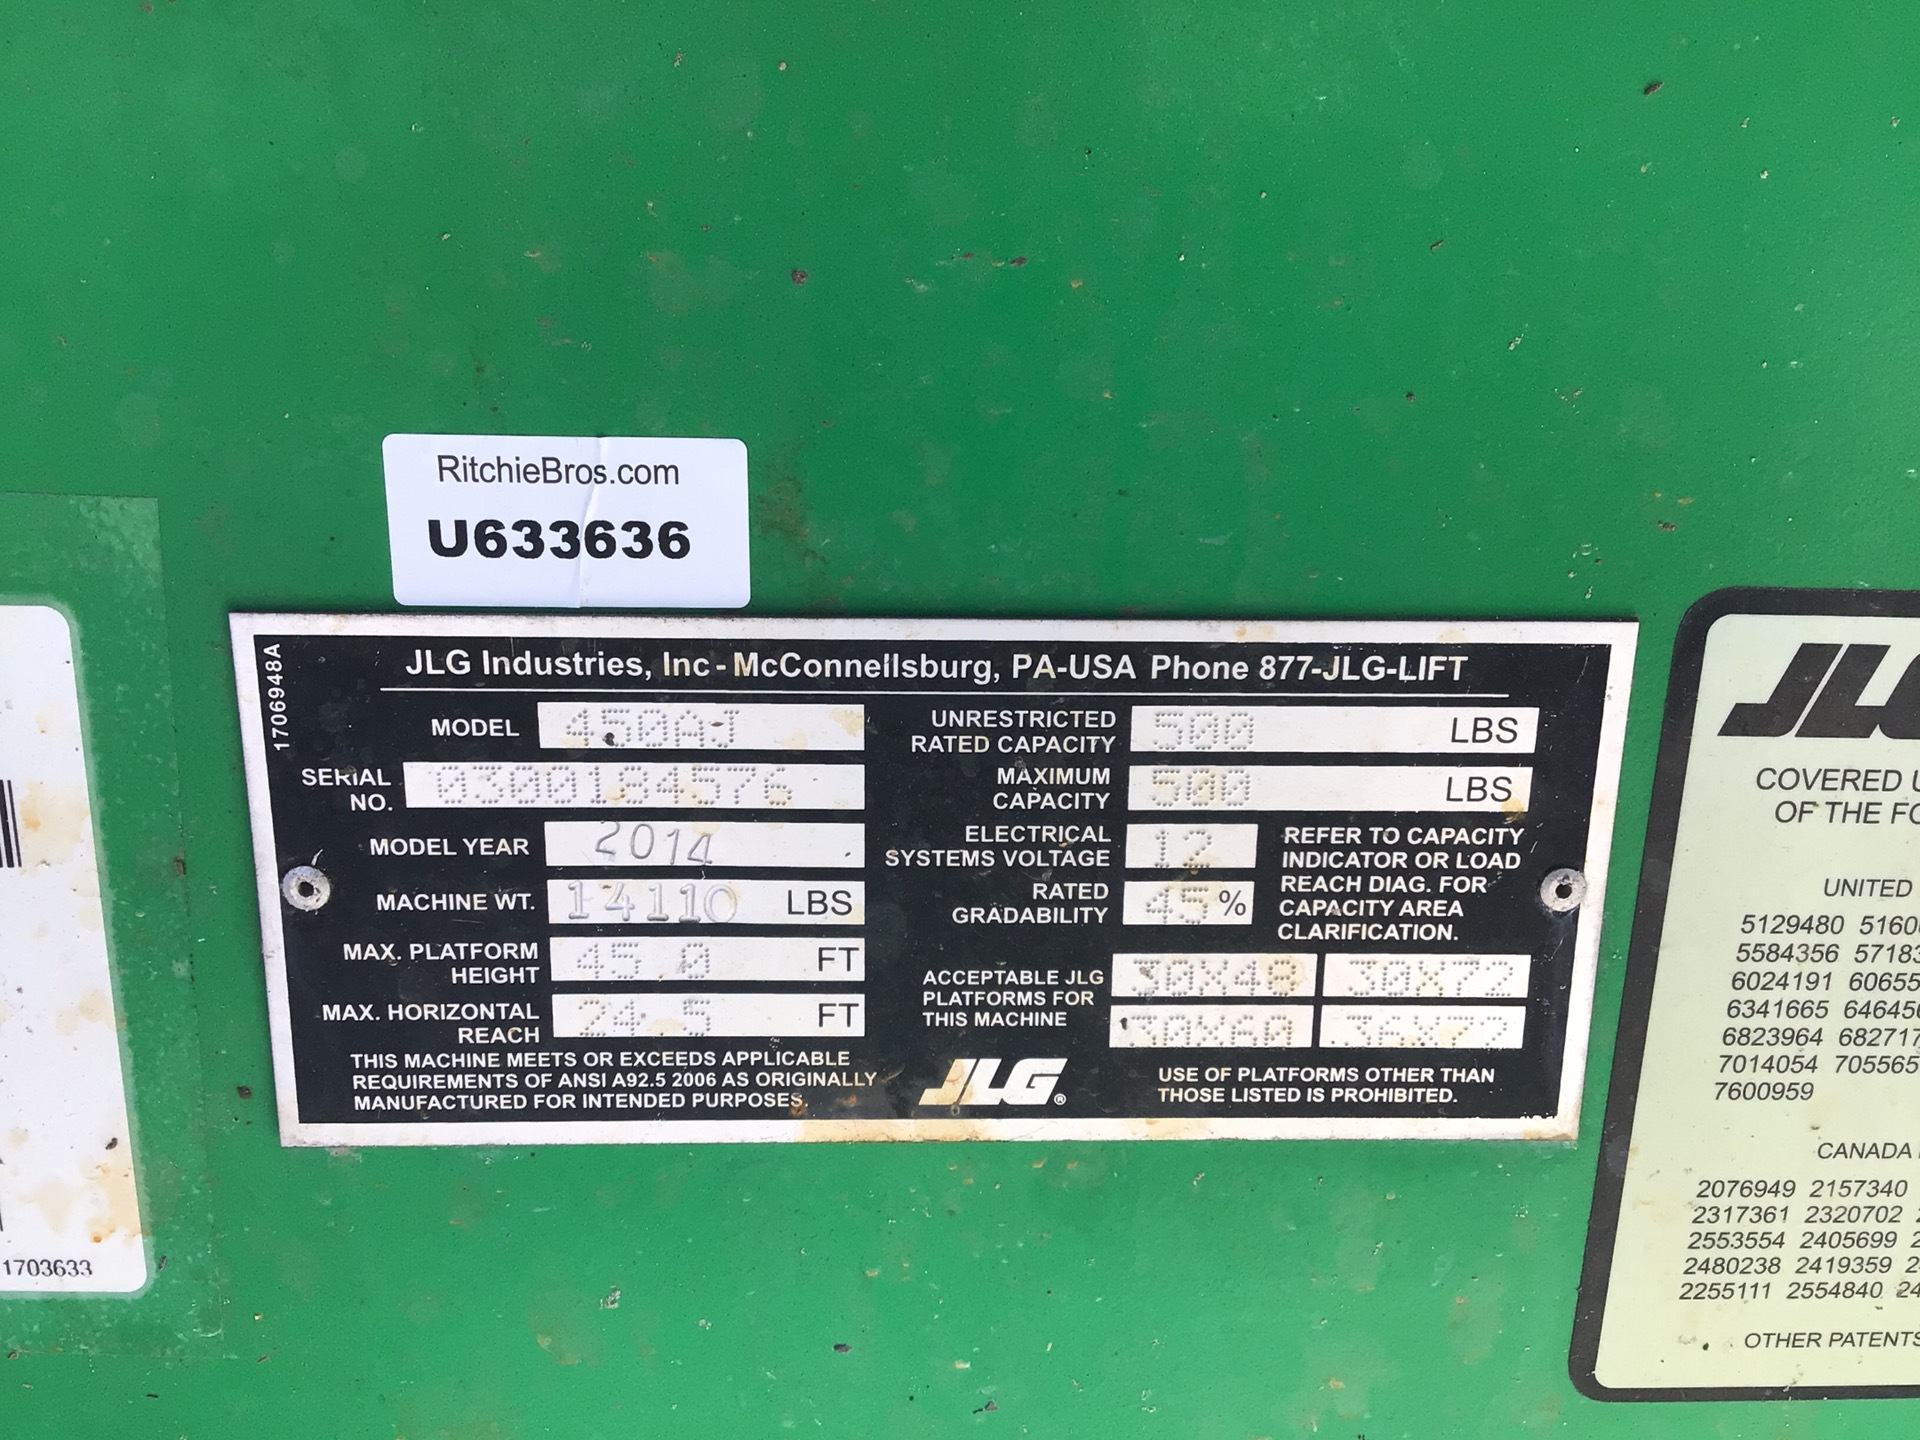 RitchieBros.com
U633636
1706948A
JLG Industries, Inc - McConnellsburg, PA-USA Phone 877-JLG-LIFT
MODEL 450AJ
SERIAL NO. 0300184576
MODEL YEAR 2014
MACHINE WT. 14110 LBS
MAX. PLATFORM HEIGHT 45.0 FT
MAX. HORIZONTAL REACH 24.5 FT
THIS MACHINE MEETS OR EXCEEDS APPLICABLE
REQUIREMENTS OF ANSI A92.5 2006 AS ORIGINALLY
MANUFACTURED FOR INTENDED PURPOSES.
UNRESTRICTED RATED CAPACITY 500 LBS
MAXIMUM CAPACITY 500 LBS
ELECTRICAL SYSTEMS VOLTAGE 12
RATED GRADABILITY 45 %
REFER TO CAPACITY
INDICATOR OR LOAD
REACH DIAG. FOR
CAPACITY AREA
CLARIFICATION.
ACCEPTABLE JLG
PLATFORMS FOR
THIS MACHINE
30X48 30X72
30X60 36X72
JLG®
USE OF PLATFORMS OTHER THAN
THOSE LISTED IS PROHIBITED.
1703633
JLG
COVERED
OF THE
UNITED
5129480
5584356
6024191
6341665
6823964
7014054
7600959
CANADA
2076949 2157340
2317361 2320702
2553554 2405699
2480238 2419359
2255111 2554840
OTHER PATENTS